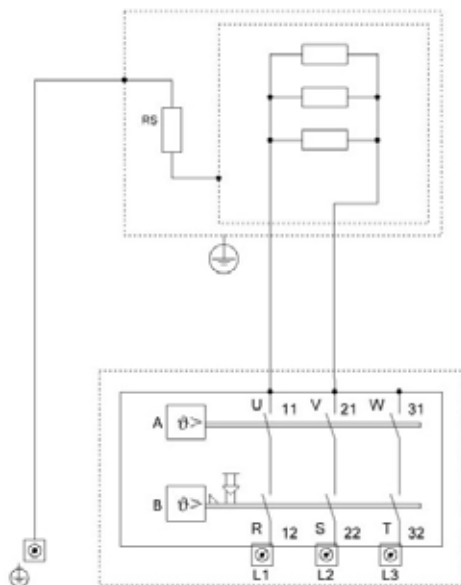 RS
U 11 V 21 W 31
A ϑ>
B ϑ>
R 12 S 22 T 32
L1 L2 L3